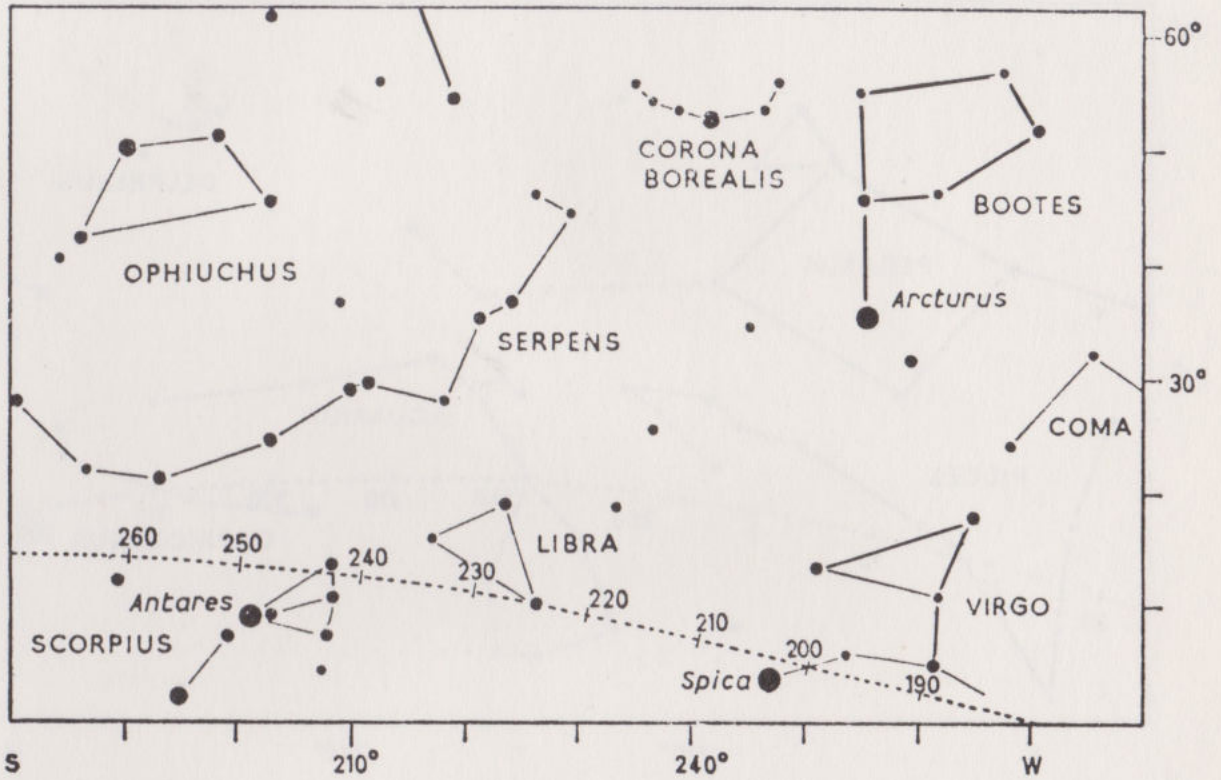 60°
CORONA
BOREALIS
BOOTES
OPHIUCHUS
Arcturus
SERPENS
30°
COMA
260
250
240
LIBRA
230
220
Antares
VIRGO
SCORPIUS
210
200
Spica
190
S
210°
240°
W